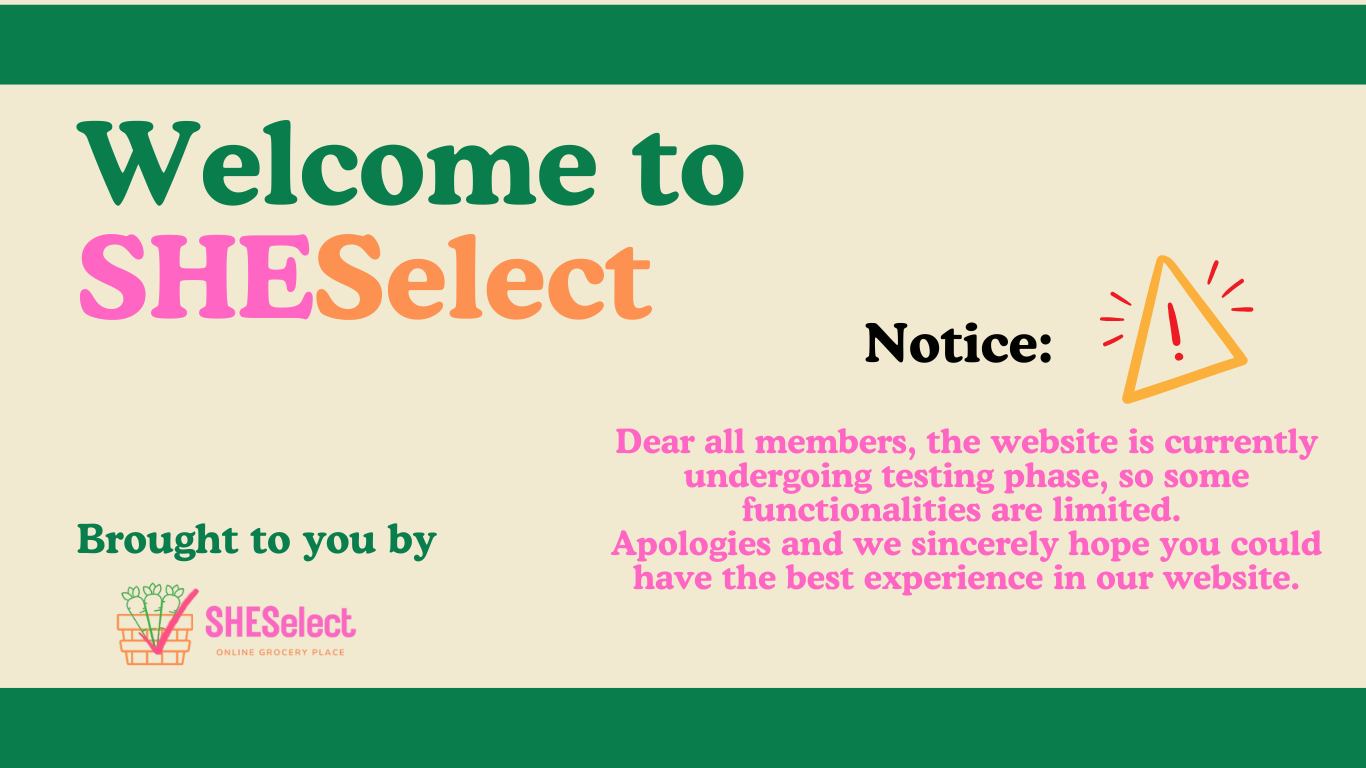 Welcome to
SHESelect
Notice:
Dear all members, the website is currently
undergoing testing phase, so some
functionalities are limited.
Apologies and we sincerely hope you could
have the best experience in our website.
Brought to you by
SHESelect
ONLINE GROCERY PLACE